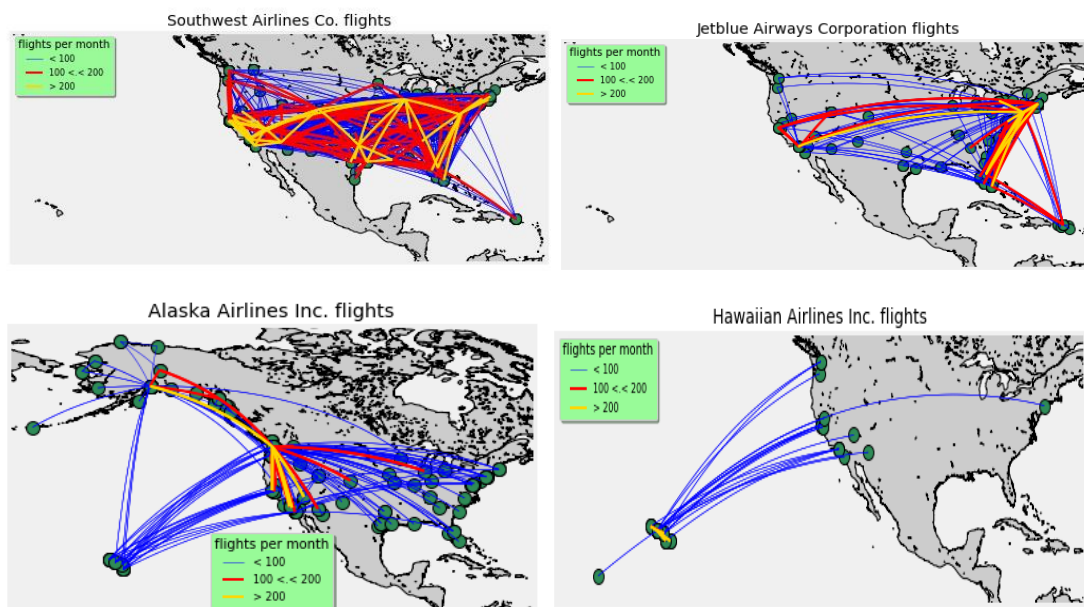 Southwest Airlines Co. flights
flights per month
< 100
100 <.< 200
> 200
Jetblue Airways Corporation flights
flights per month
< 100
100 <.< 200
> 200
Alaska Airlines Inc. flights
flights per month
< 100
100 <.< 200
> 200
Hawaiian Airlines Inc. flights
flights per month
< 100
100 <.< 200
> 200